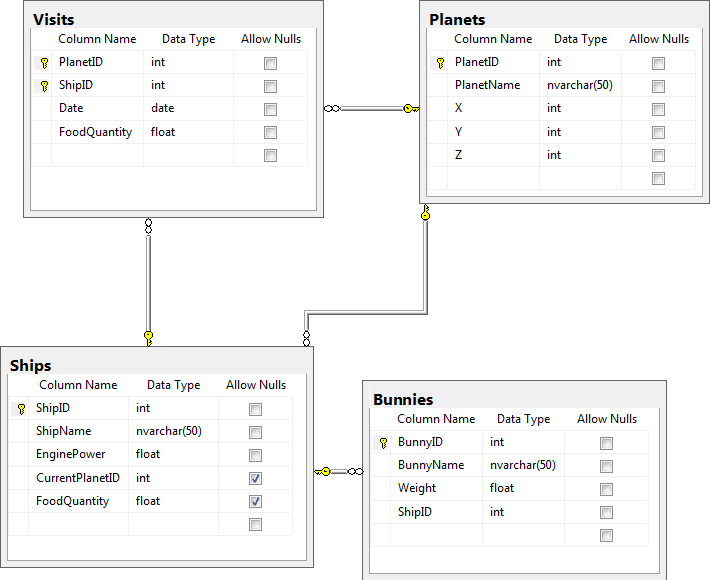 Visits
Column Name Data Type Allow Nulls
PlanetID int
ShipID int
Date date
FoodQuantity float
Planets
Column Name Data Type Allow Nulls
PlanetID int
PlanetName nvarchar(50)
X int
Y int
Z int
Ships
Column Name Data Type Allow Nulls
ShipID int
ShipName nvarchar(50)
EnginePower float
CurrentPlanetID int
FoodQuantity float
Bunnies
Column Name Data Type Allow Nulls
BunnyID int
BunnyName nvarchar(50)
Weight float
ShipID int